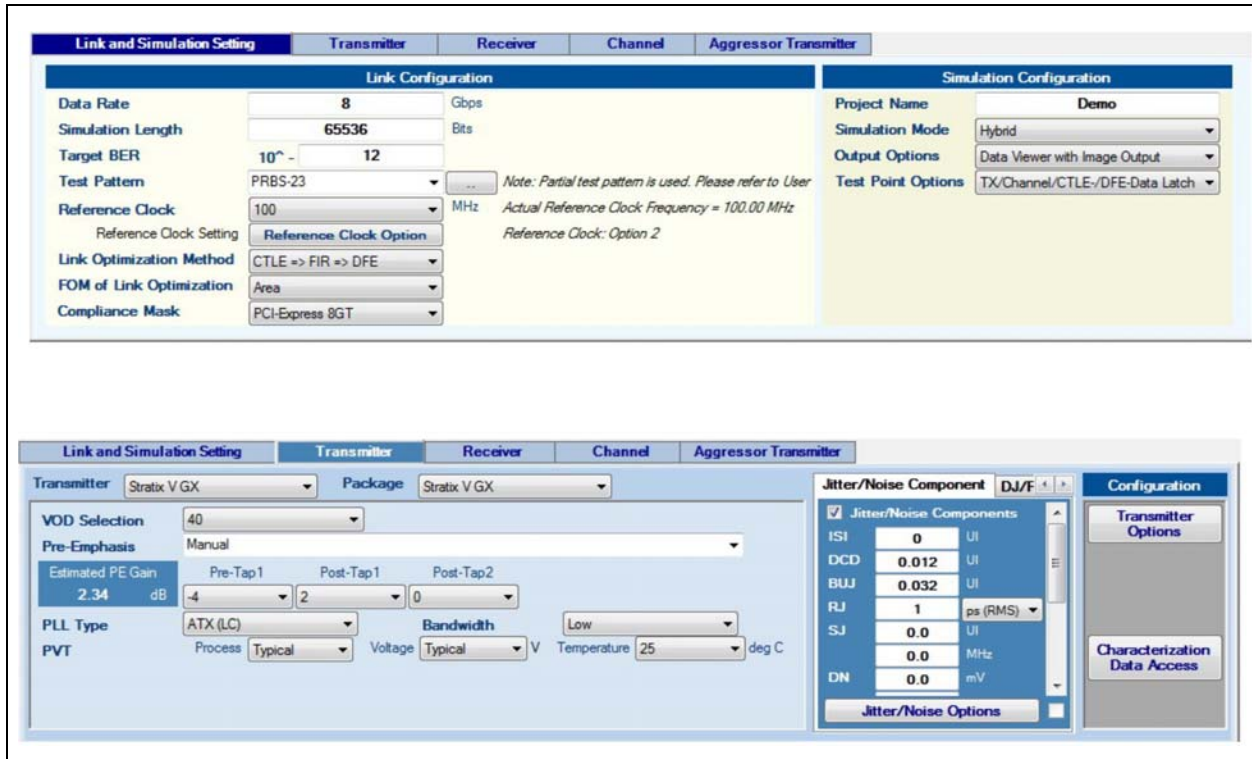 Link and Simulation Setting Transmitter Receiver Channel Aggressor Transmitter
Link Configuration
Data Rate 8 Gbps
Simulation Length 65536 Bits
Target BER 10^ - 12
Test Pattern PRBS-23 .. Note: Partial test pattern is used. Please refer to User
Reference Clock 100 MHz Actual Reference Clock Frequency = 100.00 MHz
Reference Clock Setting Reference Clock Option Reference Clock: Option 2
Link Optimization Method CTLE => FIR => DFE
FOM of Link Optimization Area
Compliance Mask PCI-Express 8GT
Simulation Configuration
Project Name Demo
Simulation Mode Hybrid
Output Options Data Viewer with Image Output
Test Point Options TX/Channel/CTLE-/DFE-Data Latch
Link and Simulation Setting Transmitter Receiver Channel Aggressor Transmitter
Transmitter Stratix V GX Package Stratix V GX
VOD Selection 40
Pre-Emphasis Manual
Estimated PE Gain Pre-Tap1 Post-Tap1 Post-Tap2
2.34 dB -4 2 0
PLL Type ATX (LC) Bandwidth Low
PVT Process Typical Voltage Typical V Temperature 25 deg C
Jitter/Noise Component DJ/F
Jitter/Noise Components
ISI 0 UI
DCD 0.012 UI
BUJ 0.032 UI
RJ 1 ps (RMS)
SJ 0.0 UI
0.0 MHz
DN 0.0 mV
Jitter/Noise Options
Configuration
Transmitter
Options
Characterization
Data Access